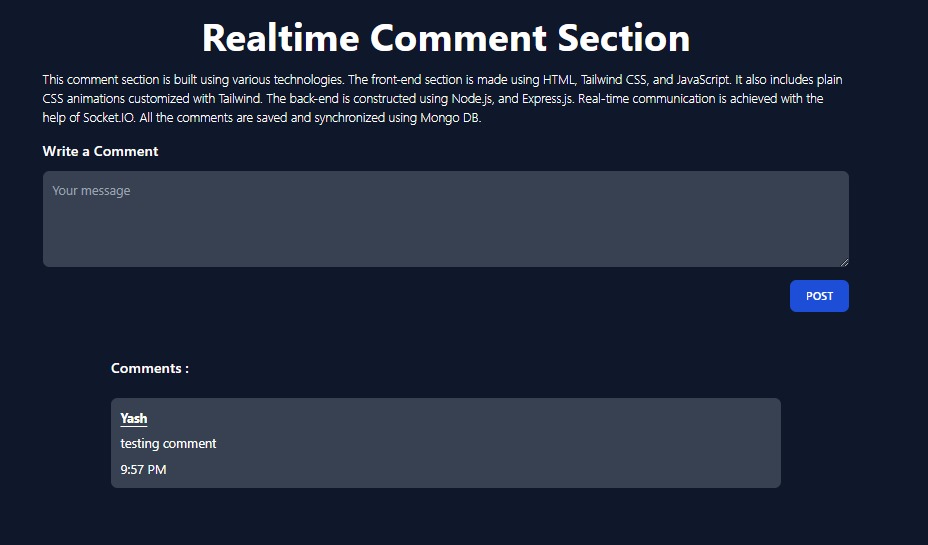 Realtime Comment Section
This comment section is built using various technologies. The front-end section is made using HTML, Tailwind CSS, and JavaScript. It also includes plain
CSS animations customized with Tailwind. The back-end is constructed using Node.js, and Express.js. Real-time communication is achieved with the
help of Socket.IO. All the comments are saved and synchronized using Mongo DB.
Write a Comment
Your message
POST
Comments :
Yash
testing comment
9:57 PM